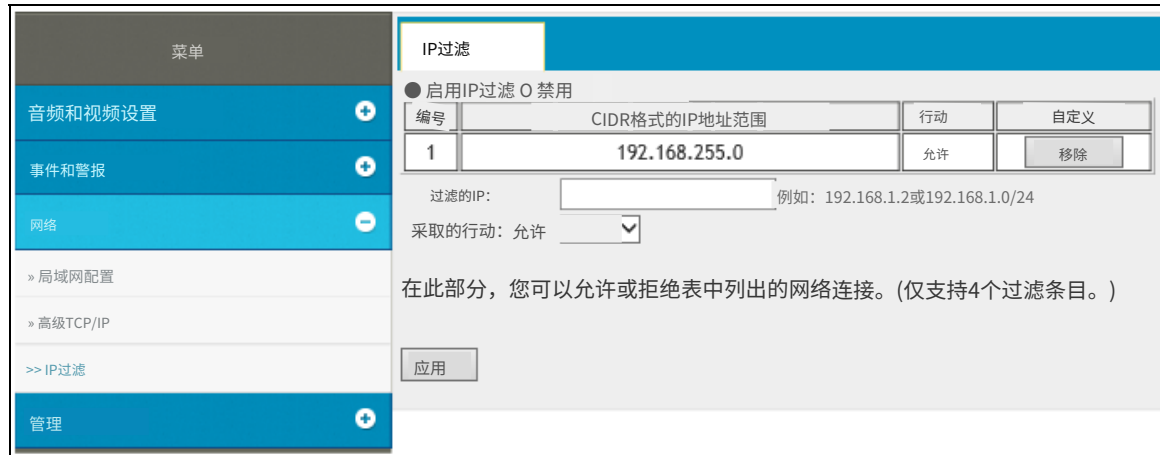 菜单
音频和视频设置
事件和警报
网络
» 局域网配置
» 高级TCP/IP
>> IP过滤
管理
IP过滤
● 启用IP过滤 O 禁用
编号 CIDR格式的IP地址范围 行动 自定义
1 192.168.255.0 允许 移除
过滤的IP: 例如：192.168.1.2或192.168.1.0/24
采取的行动：允许
在此部分，您可以允许或拒绝表中列出的网络连接。(仅支持4个过滤条目。)
应用